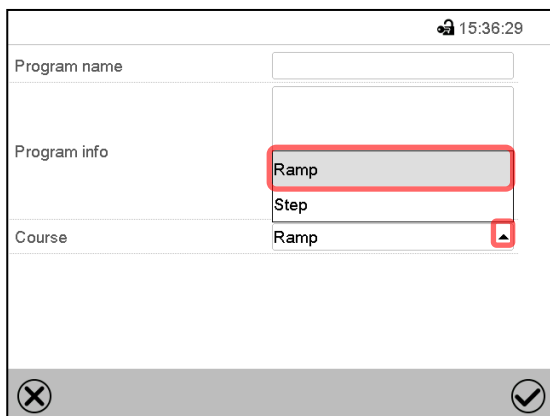 15:36:29
Program name
Program info
Ramp
Step
Course
Ramp